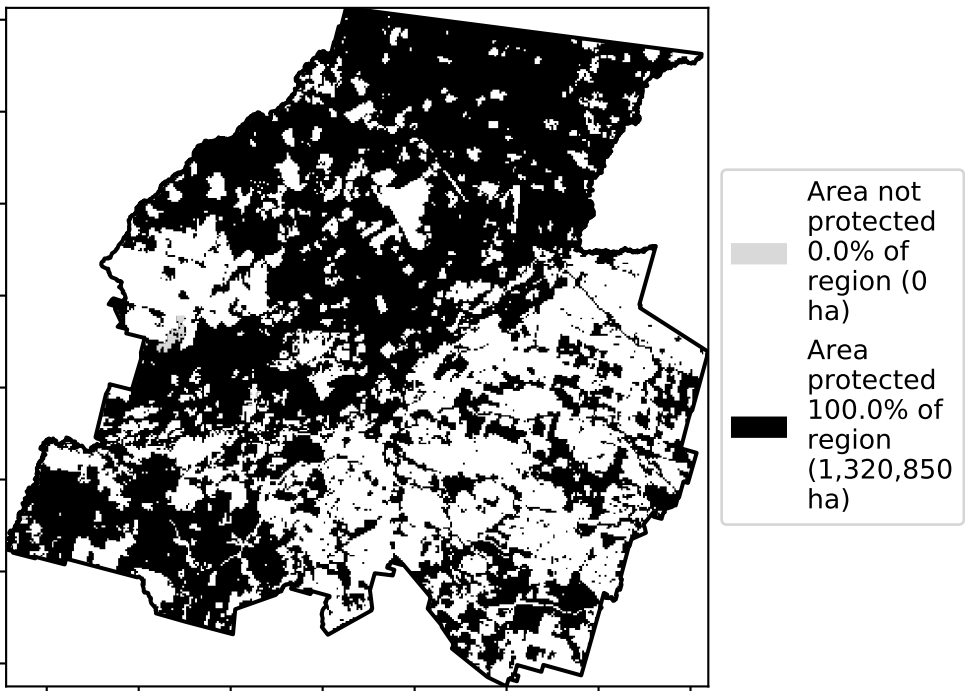 Area not
protected
0.0% of
region (0
ha)
Area
protected
100.0% of
region
(1,320,850
ha)